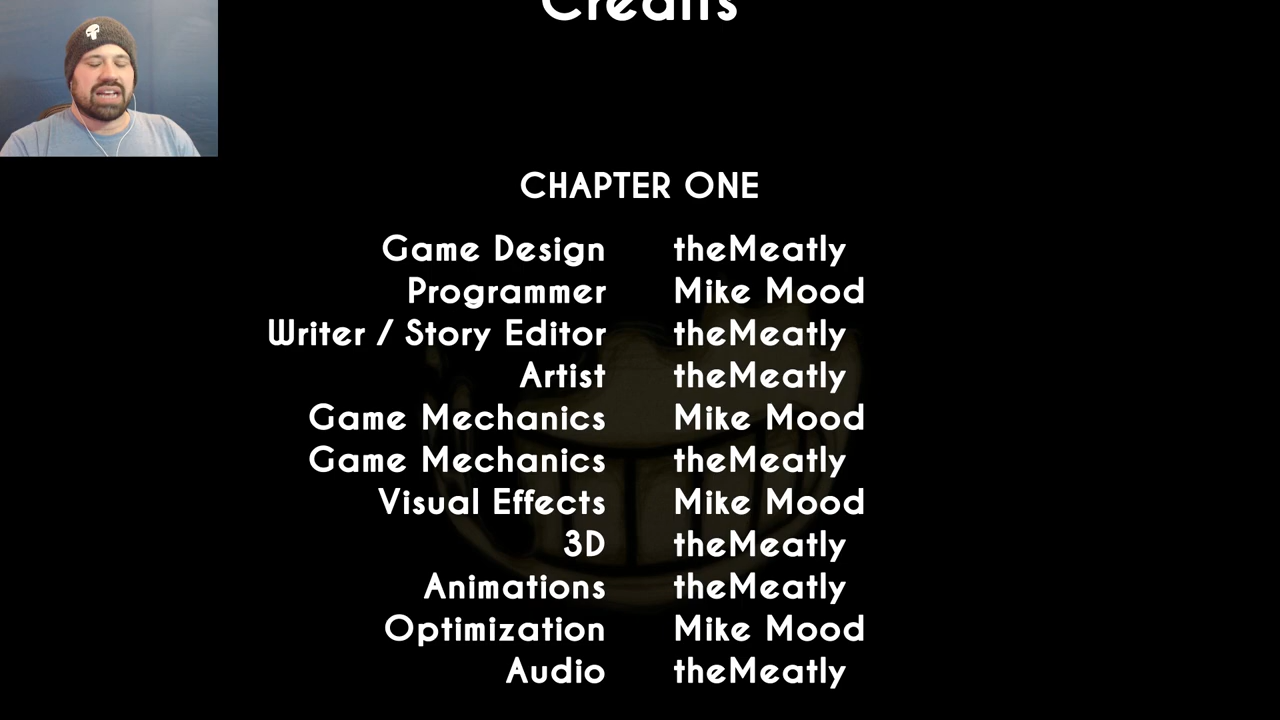 Credits
CHAPTER ONE
Game Design theMeatly
Programmer Mike Mood
Writer / Story Editor theMeatly
Artist theMeatly
Game Mechanics Mike Mood
Game Mechanics theMeatly
Visual Effects Mike Mood
3D theMeatly
Animations theMeatly
Optimization Mike Mood
Audio theMeatly